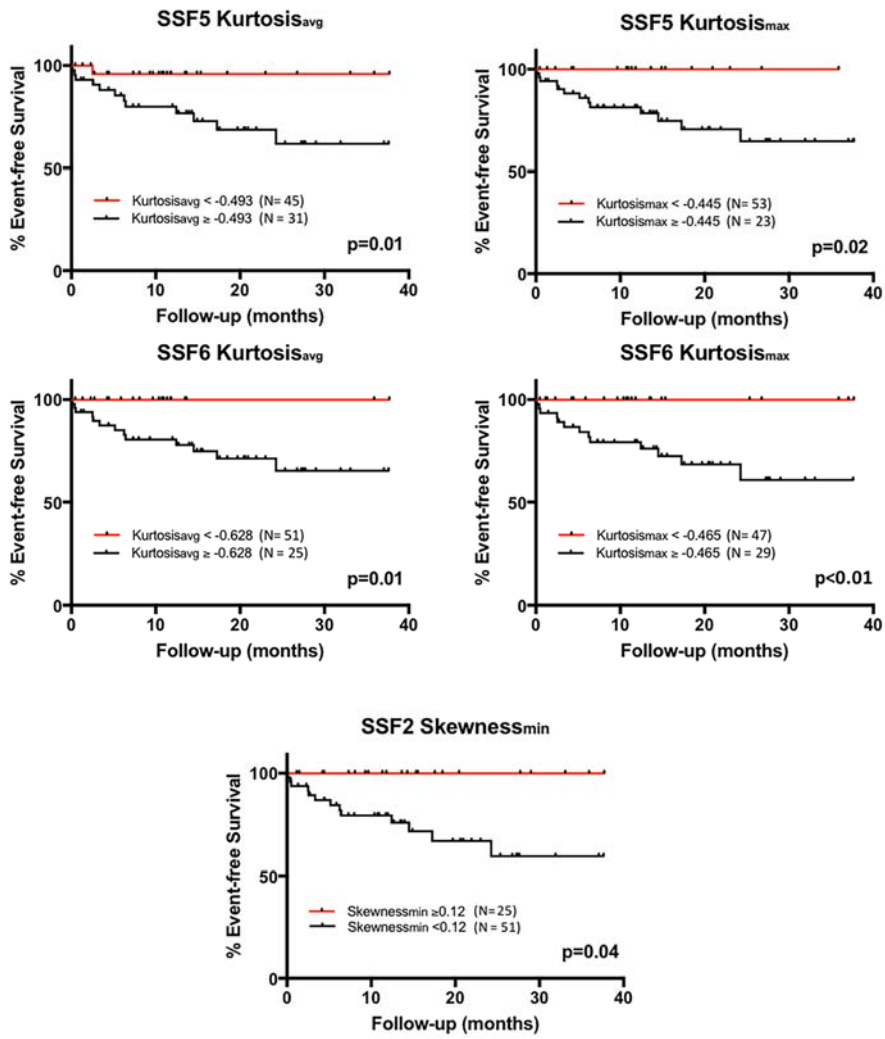 SSF5 Kurtosisavg
% Event-free Survival
100
50
0
Kurtosisavg < -0.493 (N= 45)
Kurtosisavg ≥ -0.493 (N = 31)
p=0.01
0 10 20 30 40
Follow-up (months)
SSF5 Kurtosismax
% Event-free Survival
100
50
0
Kurtosismax < -0.445 (N= 53)
Kurtosismax ≥ -0.445 (N = 23)
p=0.02
0 10 20 30 40
Follow-up (months)
SSF6 Kurtosisavg
% Event-free Survival
100
50
0
Kurtosisavg < -0.628 (N= 51)
Kurtosisavg ≥ -0.628 (N = 25)
p=0.01
0 10 20 30 40
Follow-up (months)
SSF6 Kurtosismax
% Event-free Survival
100
50
0
Kurtosismax < -0.465 (N= 47)
Kurtosismax ≥ -0.465 (N = 29)
p<0.01
0 10 20 30 40
Follow-up (months)
SSF2 Skewnessmin
% Event-free Survival
100
50
0
Skewnessmin ≥0.12 (N= 25)
Skewnessmin <0.12 (N = 51)
p=0.04
0 10 20 30 40
Follow-up (months)